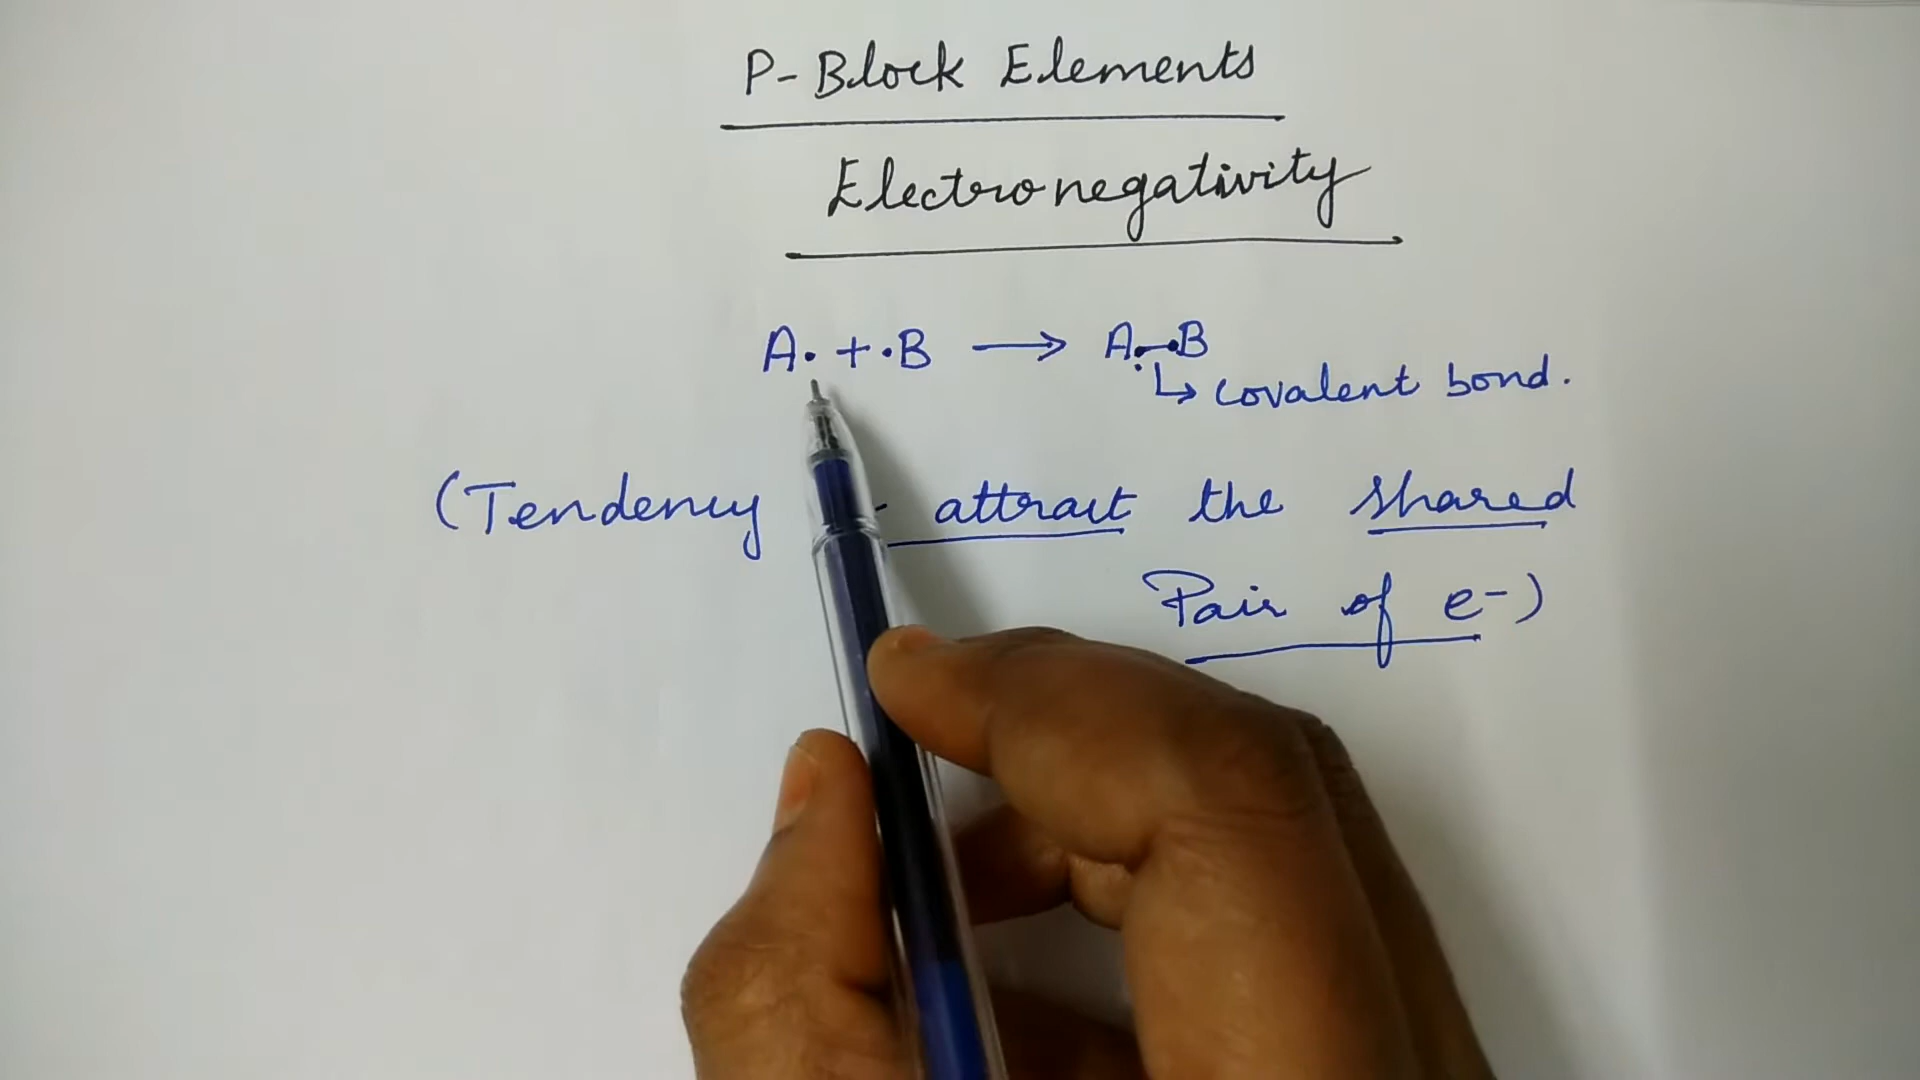 P-Block Elements
Electronegativity
A· + ·B → A·–·B
↳ covalent bond.
(Tendency attract the shared
Pair of e-)